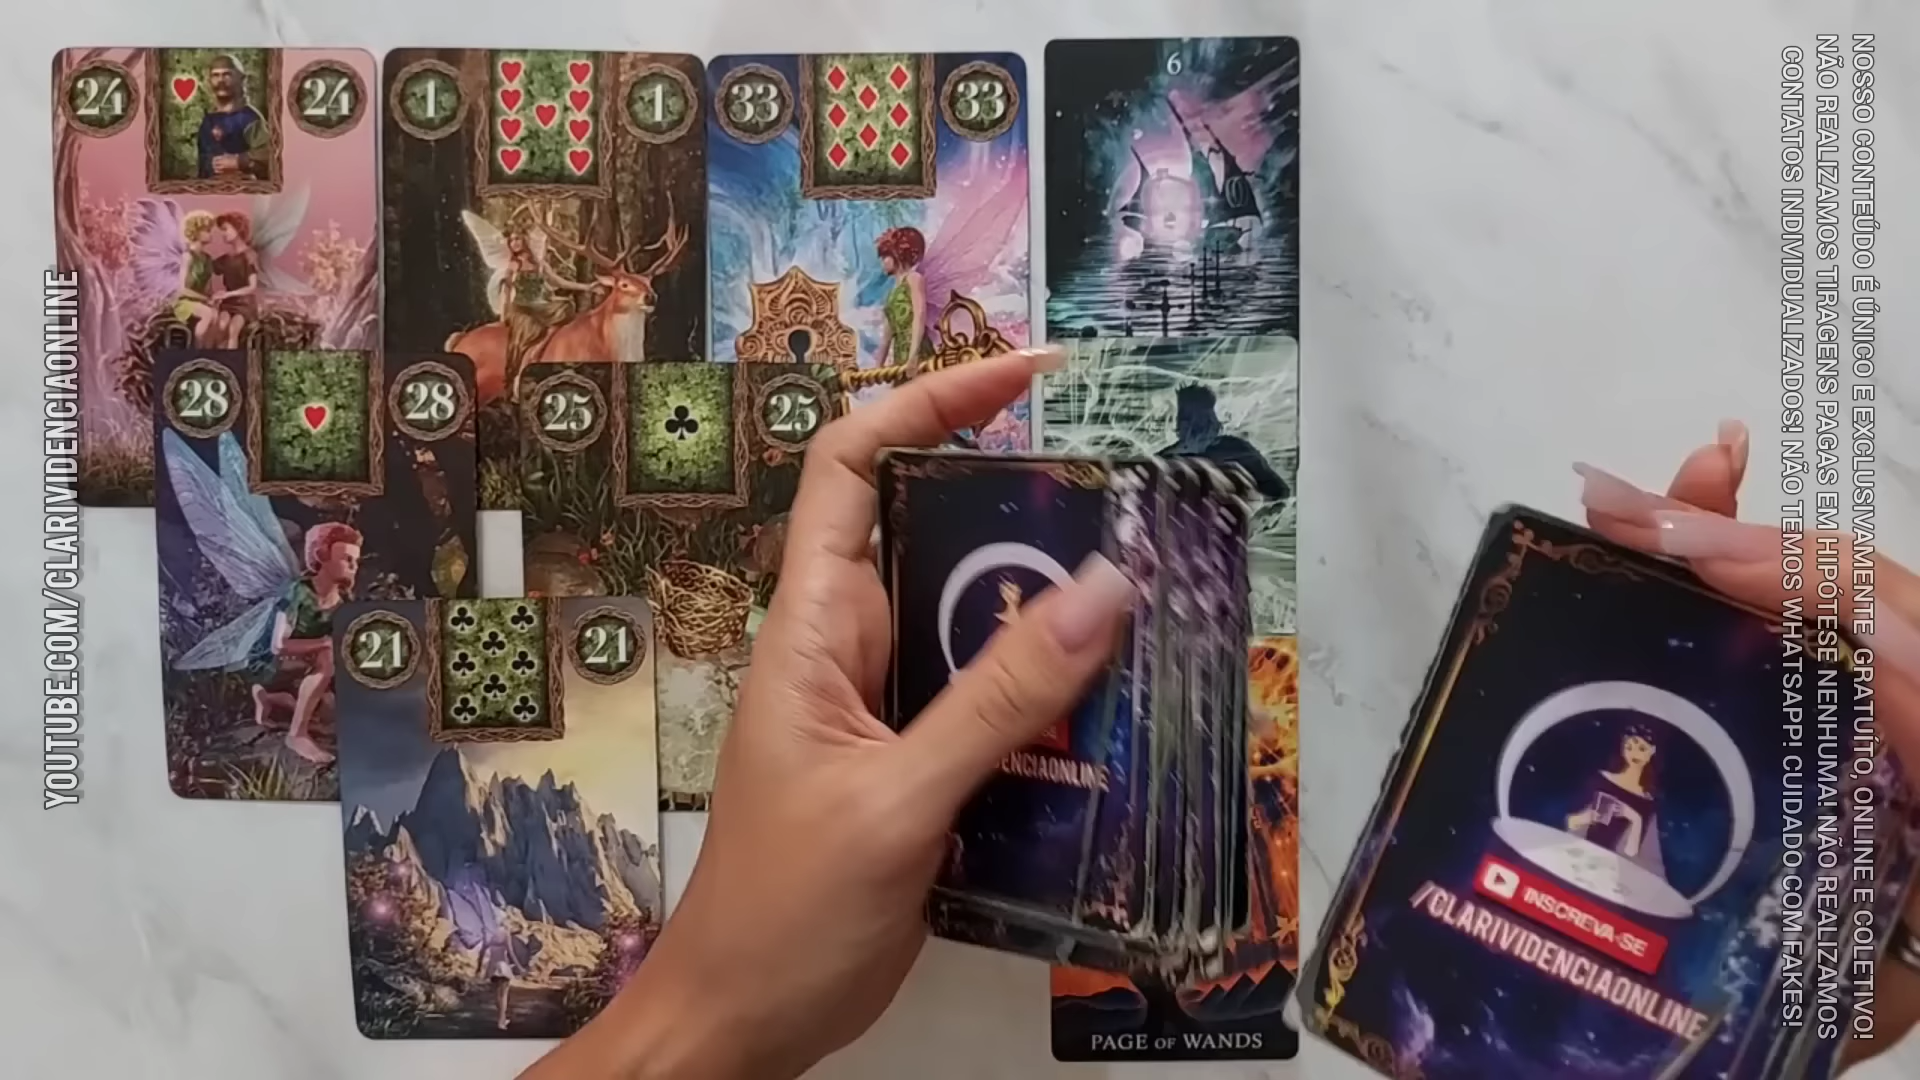 24 24
1 1
33 33
6
28 28
25 25
21 21
PAGE OF WANDS
ENCIAONLINE
INSCREVA-SE
/CLARIVIDENCIAONLINE
YOUTUBE.COM/CLARIVIDENCIAONLINE
NOSSO CONTEÚDO É ÚNICO E EXCLUSIVAMENTE GRATUÍTO, ONLINE E COLETIVO!
NÃO REALIZAMOS TIRAGENS PAGAS EM HIPÓTESE NENHUMA! NÃO REALIZAMOS
CONTATOS INDIVIDUALIZADOS! NÃO TEMOS WHATSAPP! CUIDADO COM FAKES!